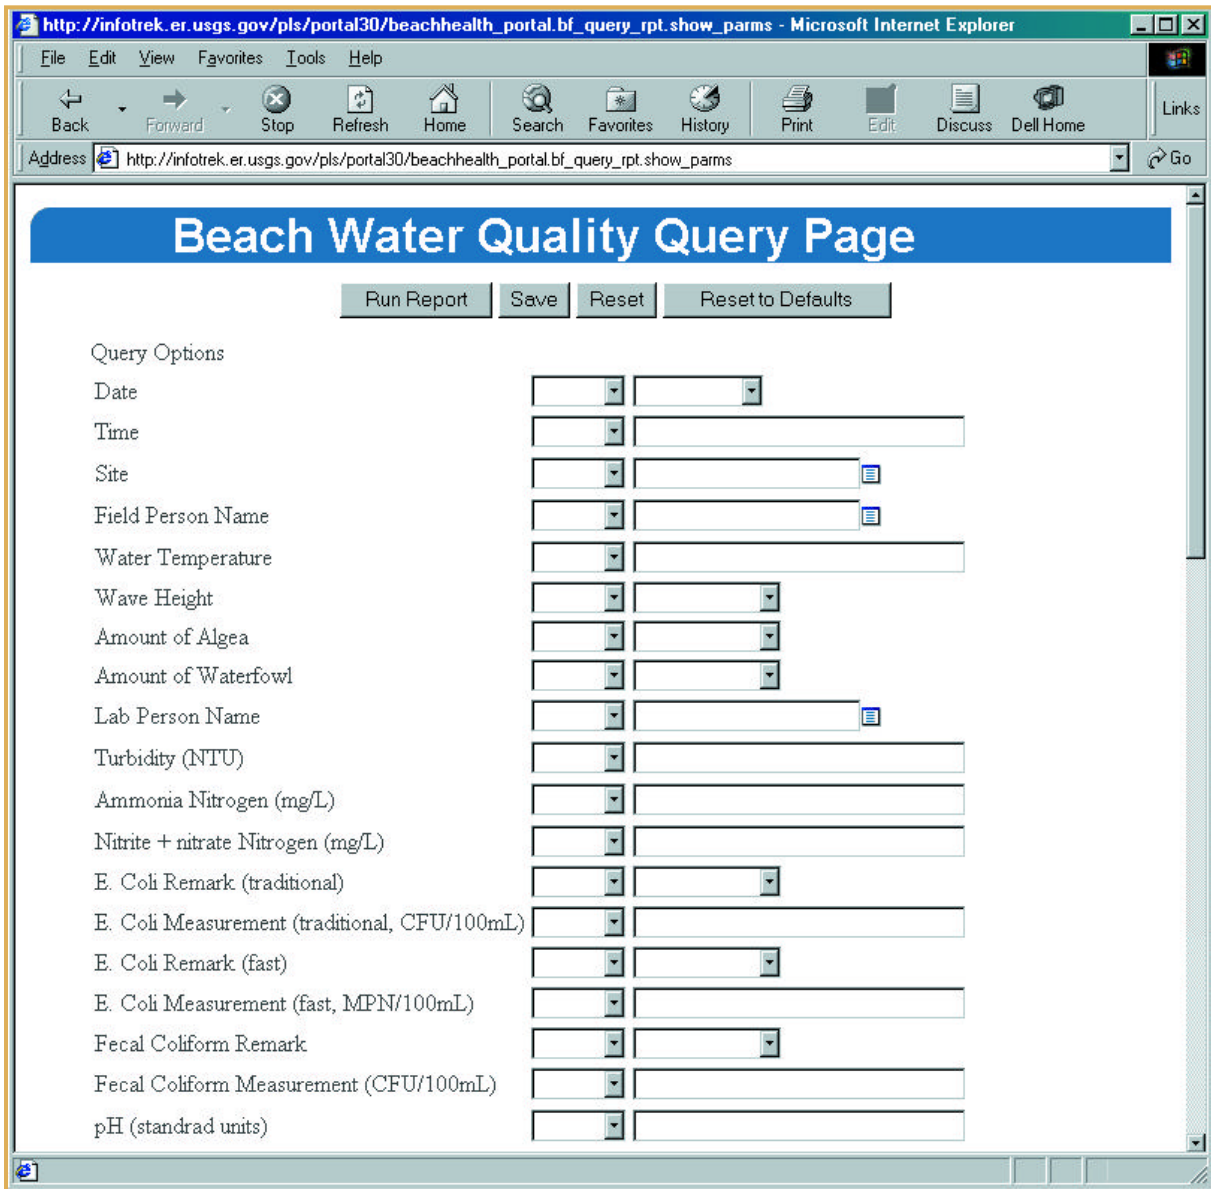 http://infotrek.er.usgs.gov/pls/portal30/beachhealth_portal.bf_query_rpt.show_parms - Microsoft Internet Explorer
File Edit View Favorites Tools Help
Back Forward Stop Refresh Home Search Favorites History Print Edit Discuss Dell Home Links
Address http://infotrek.er.usgs.gov/pls/portal30/beachhealth_portal.bf_query_rpt.show_parms Go
Beach Water Quality Query Page
Run Report Save Reset Reset to Defaults
Query Options
Date
Time
Site
Field Person Name
Water Temperature
Wave Height
Amount of Algea
Amount of Waterfowl
Lab Person Name
Turbidity (NTU)
Ammonia Nitrogen (mg/L)
Nitrite + nitrate Nitrogen (mg/L)
E. Coli Remark (traditional)
E. Coli Measurement (traditional, CFU/100mL)
E. Coli Remark (fast)
E. Coli Measurement (fast, MPN/100mL)
Fecal Coliform Remark
Fecal Coliform Measurement (CFU/100mL)
pH (standrad units)